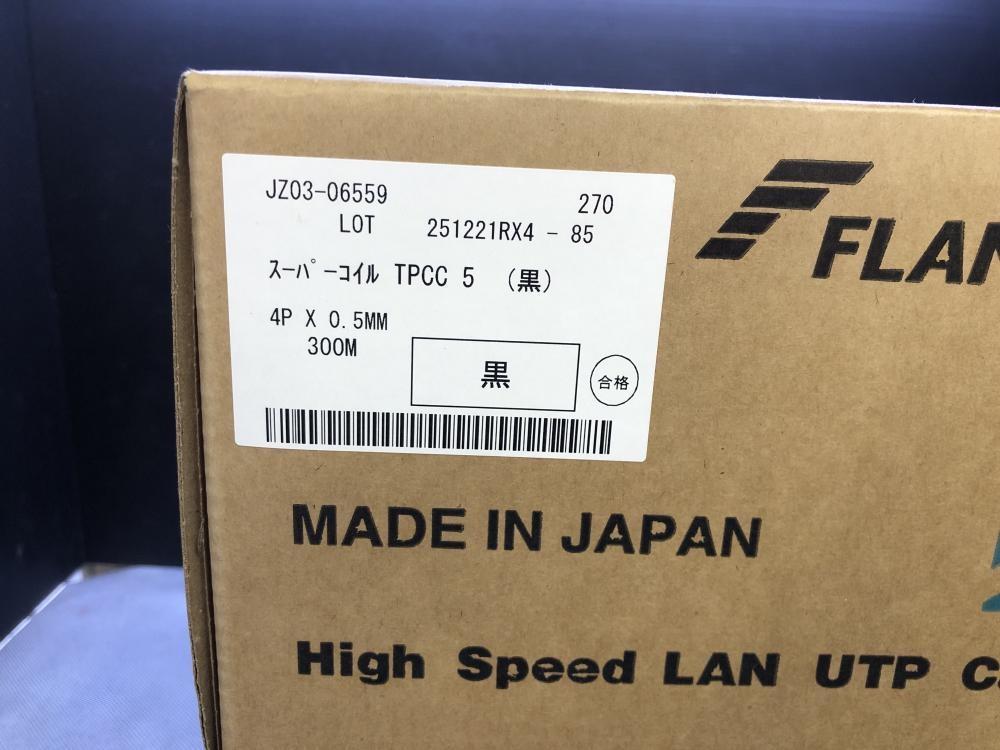 JZ03-06559 270
LOT 251221RX4 - 85
ｽｰﾊﾟｰｺｲﾙ TPCC 5 (黒)
4P X 0.5MM
300M
黒
合格
FLAN
MADE IN JAPAN
High Speed LAN UTP